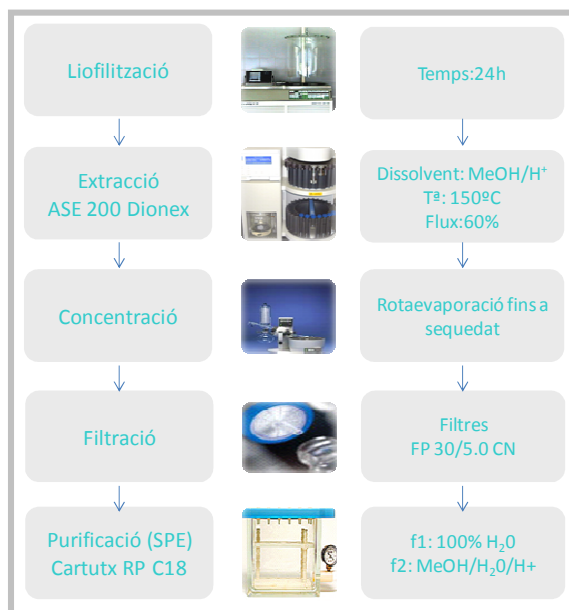 Liofilització
Temps:24h
Extracció
ASE 200 Dionex
Dissolvent: MeOH/H⁺
Tª: 150ºC
Flux:60%
Concentració
Rotaevaporació fins a
sequedat
Filtració
Filtres
FP 30/5.0 CN
Purificació (SPE)
Cartutx RP C18
f1: 100% H₂0
f2: MeOH/H₂0/H+